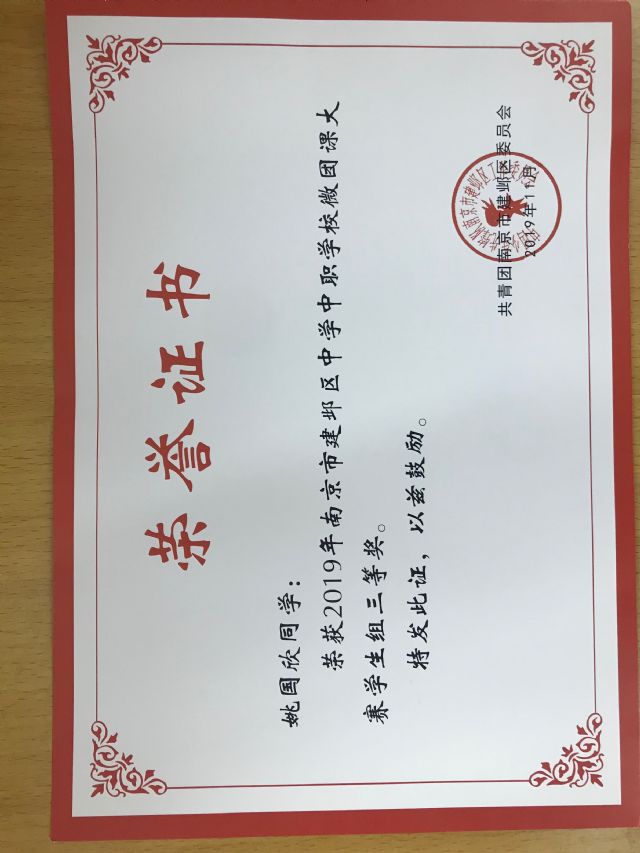 荣誉证书
姚国欣同学：
荣获2019年南京市建邺区中学中职学校微团课大
赛学生组三等奖。
特发此证，以兹鼓励。
共青团南京市建邺区委员会
2019年11月